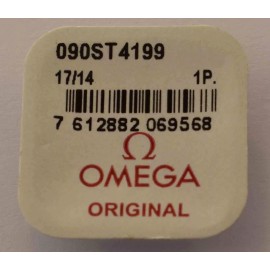 090ST4199
17/14 1P.
7 612882 069568
Ω
OMEGA
ORIGINAL